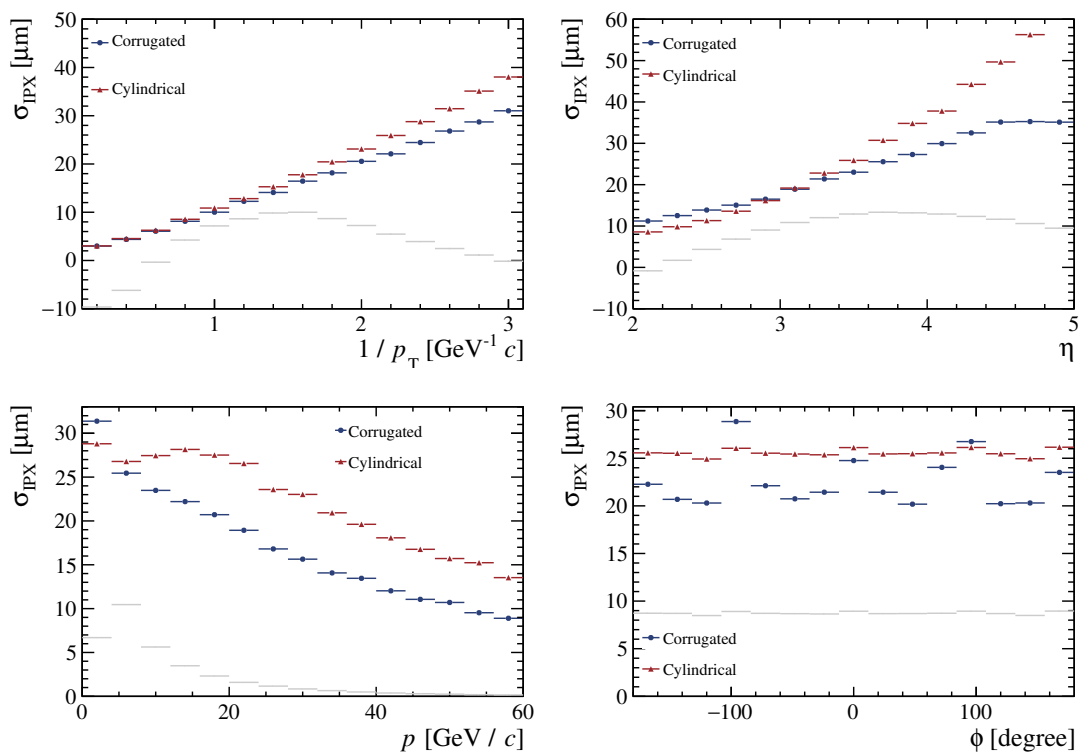 σIPX [μm]
50
40
30
20
10
0
−10
Corrugated
Cylindrical
1 2 3
1 / pT [GeV-1 c]
σIPX [μm]
60
50
40
30
20
10
0
−10
Corrugated
Cylindrical
2 3 4 5
η
σIPX [μm]
30
25
20
15
10
5
0
Corrugated
Cylindrical
0 20 40 60
p [GeV / c]
σIPX [μm]
30
25
20
15
10
5
0
Corrugated
Cylindrical
−100 0 100
ϕ [degree]